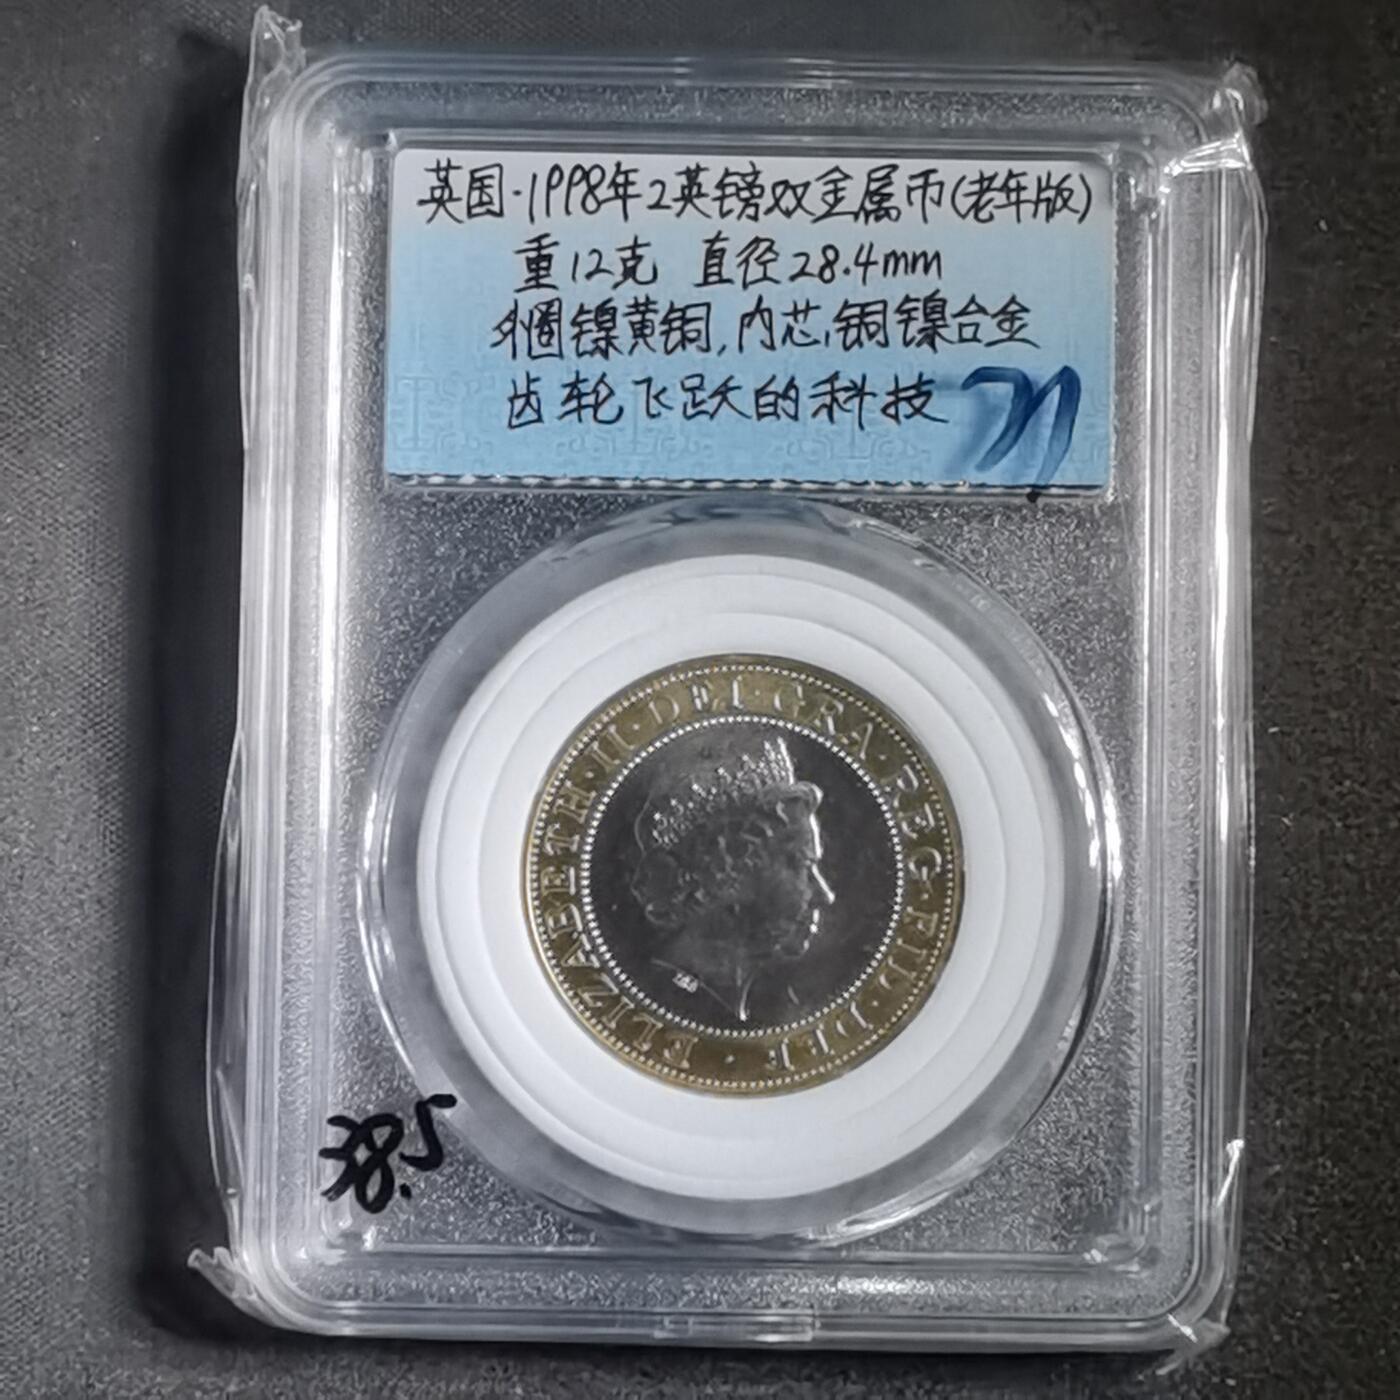 英国·1998年2英镑双金属币(老年版)
重12克 直径28.4mm
外圈镍黄铜,内芯,铜镍合金
齿轮飞跃的科技
ELIZABETH·II·DEI·GRA·REG·FID·DEF·
38.5